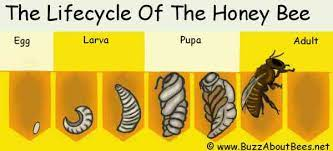 The Lifecycle Of The Honey Bee
Egg Larva Pupa Adult
© www.BuzzAboutBees.net